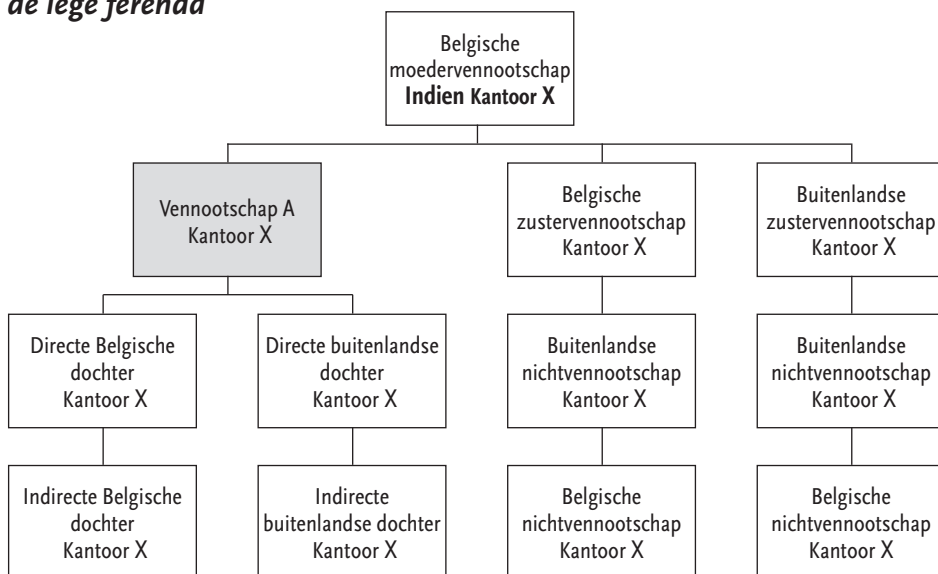 de lege ferenda
Belgische
moedervennootschap
Indien Kantoor X
Vennootschap A
Kantoor X
Belgische
zustervennootschap
Kantoor X
Buitenlandse
zustervennootschap
Kantoor X
Directe Belgische
dochter
Kantoor X
Directe buitenlandse
dochter
Kantoor X
Buitenlandse
nichtvennootschap
Kantoor X
Buitenlandse
nichtvennootschap
Kantoor X
Indirecte Belgische
dochter
Kantoor X
Indirecte
buitenlandse dochter
Kantoor X
Belgische
nichtvennootschap
Kantoor X
Belgische
nichtvennootschap
Kantoor X